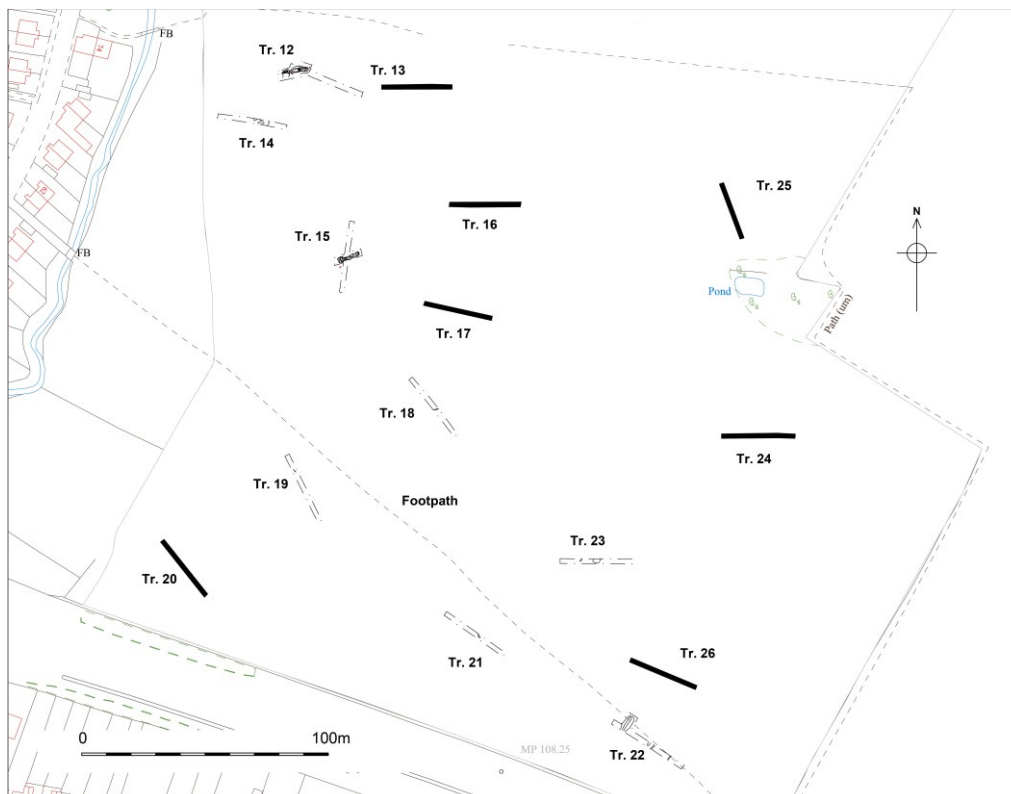 FB
Tr. 12
Tr. 13
Tr. 14
Tr. 25
Tr. 16
Tr. 15
N
FB
Pond
Path (um)
Tr. 17
Tr. 18
Tr. 24
Tr. 19
Footpath
Tr. 23
Tr. 20
Tr. 21
Tr. 26
0 100m
MP 108.25
Tr. 22